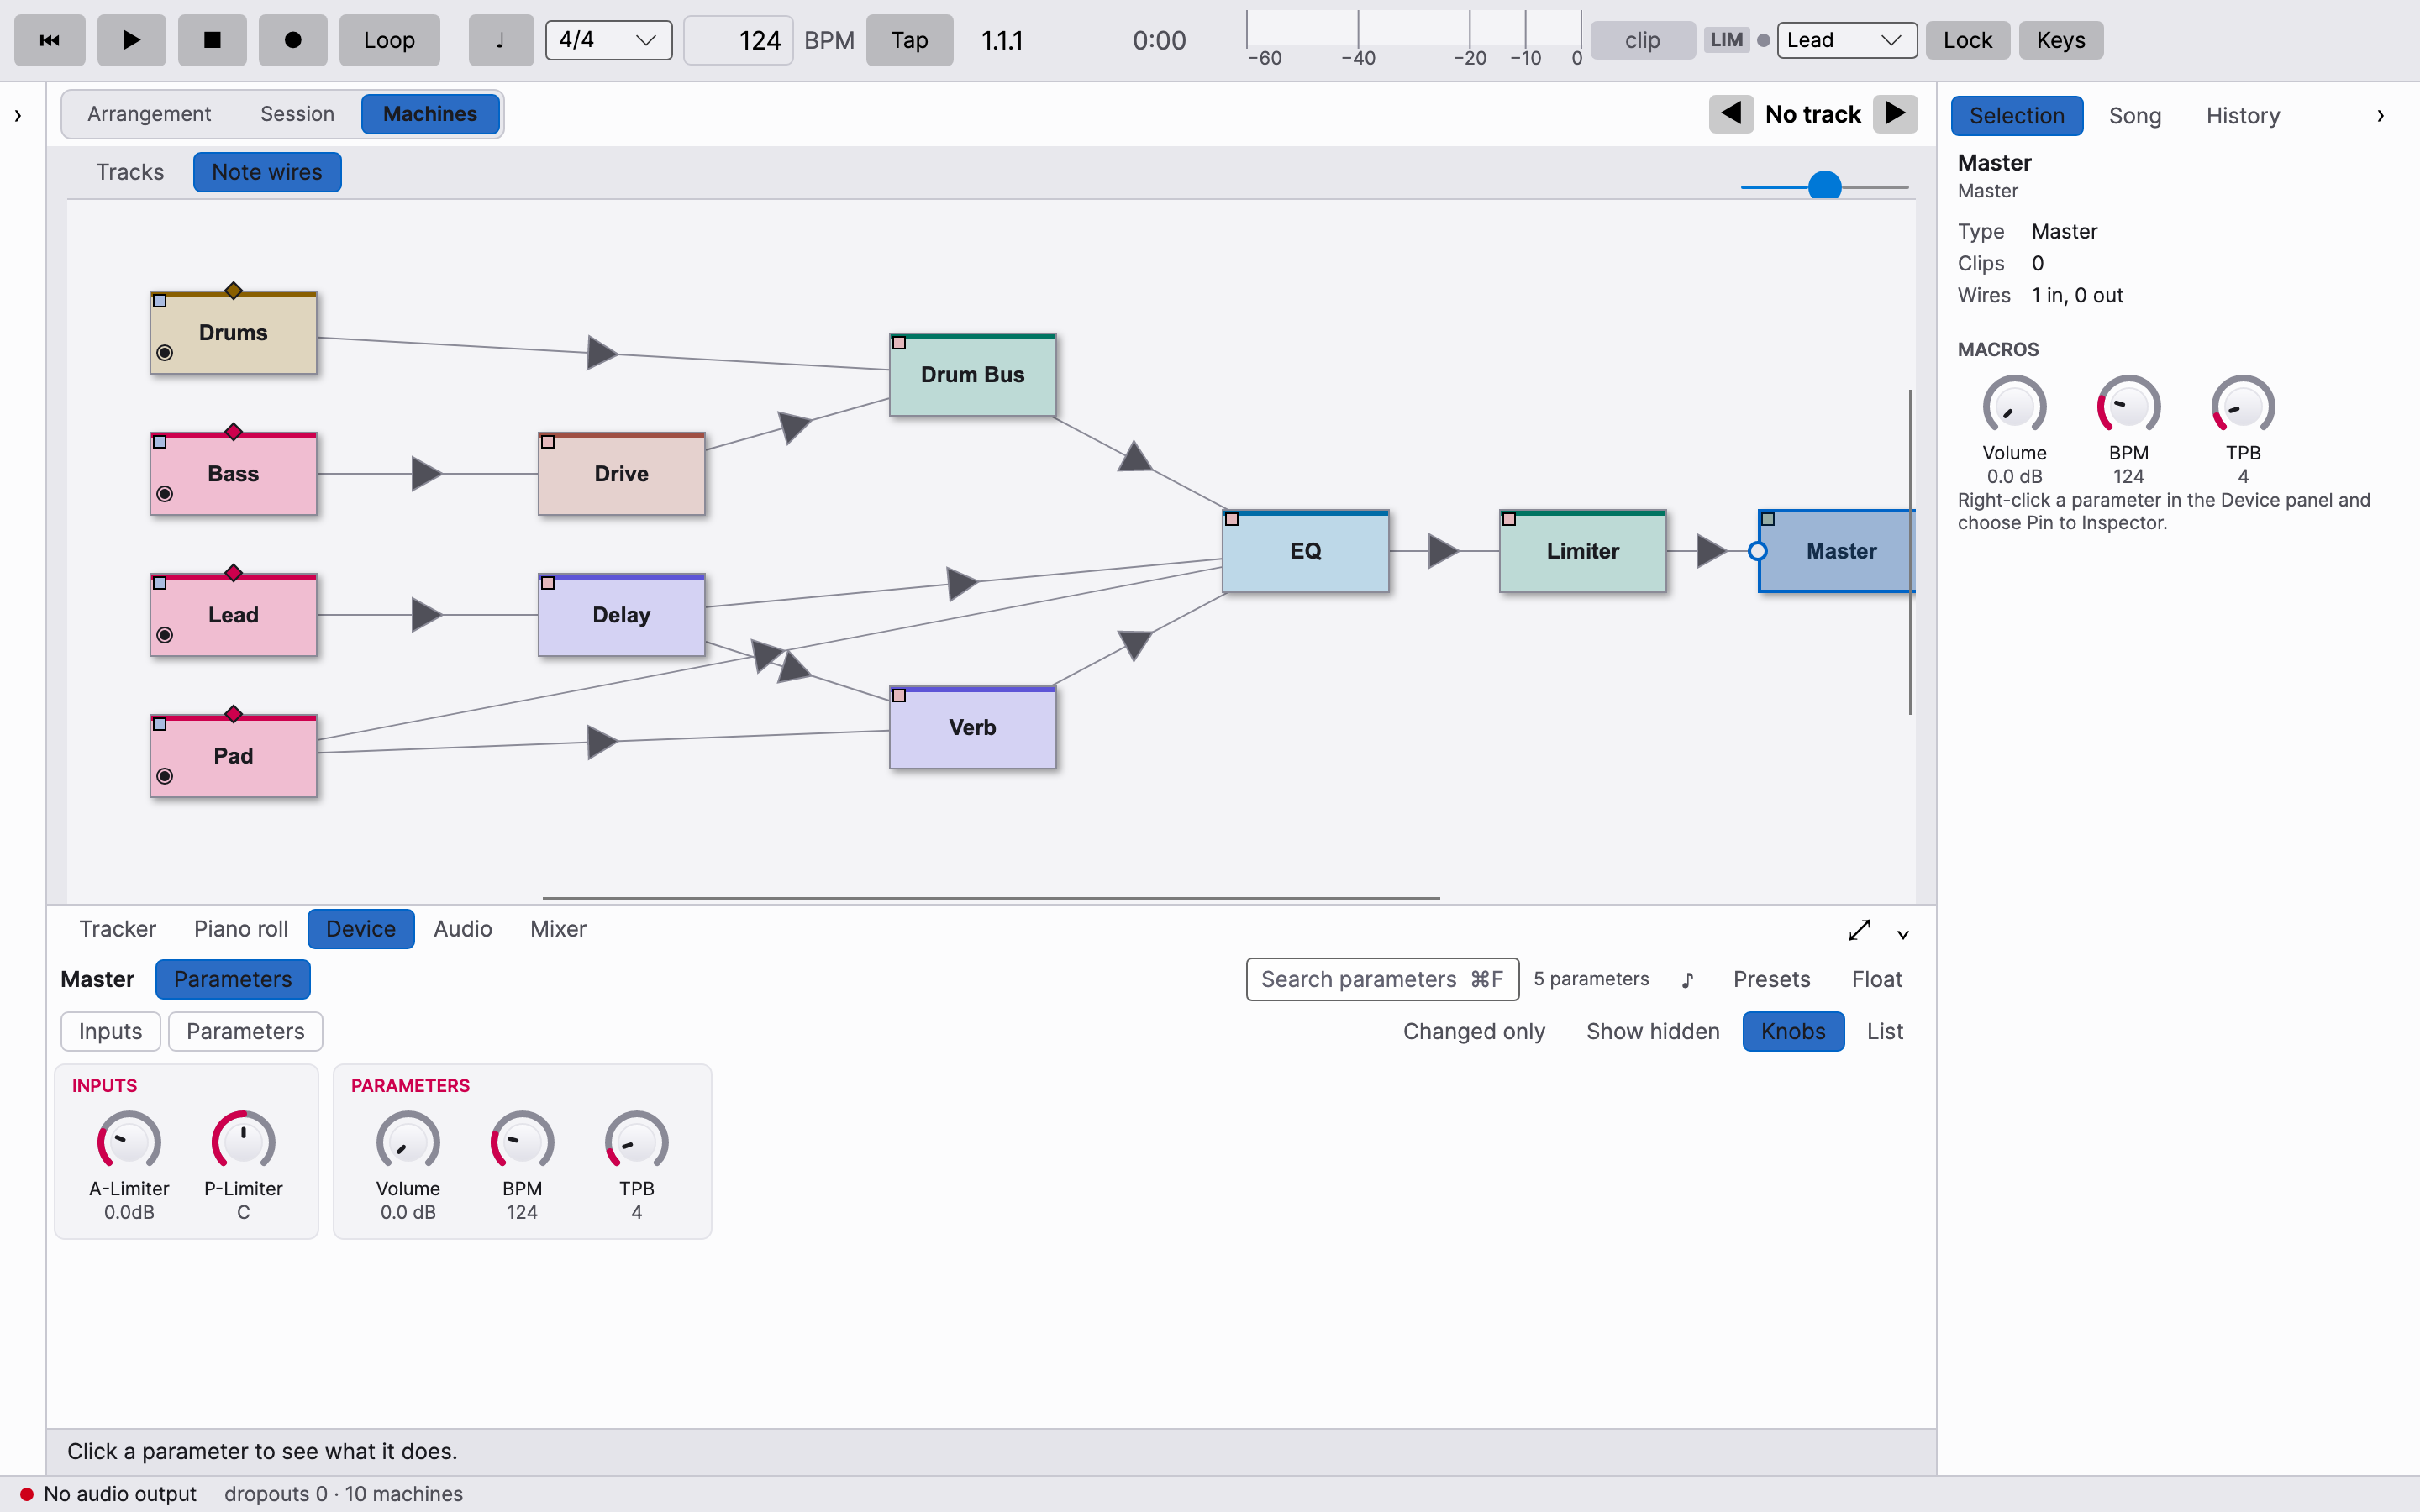 Loop
4/4
124 BPM
Tap
1.1.1
0:00
−60 −40 −20 −10 0
clip
LIM
Lead
Lock
Keys
Arrangement Session Machines
No track
Selection Song History
Tracks Note wires
Master
Master
Type Master
Clips 0
Wires 1 in, 0 out
MACROS
Volume BPM TPB
0.0 dB 124 4
Right-click a parameter in the Device panel and
choose Pin to Inspector.
Drums
Drum Bus
Bass
Drive
EQ
Limiter
Master
Lead
Delay
Verb
Pad
Tracker Piano roll Device Audio Mixer
Master Parameters
Search parameters ⌘F
5 parameters
Presets
Float
Inputs Parameters
Changed only Show hidden Knobs List
INPUTS
A-Limiter P-Limiter
0.0dB C
PARAMETERS
Volume BPM TPB
0.0 dB 124 4
Click a parameter to see what it does.
No audio output dropouts 0 · 10 machines